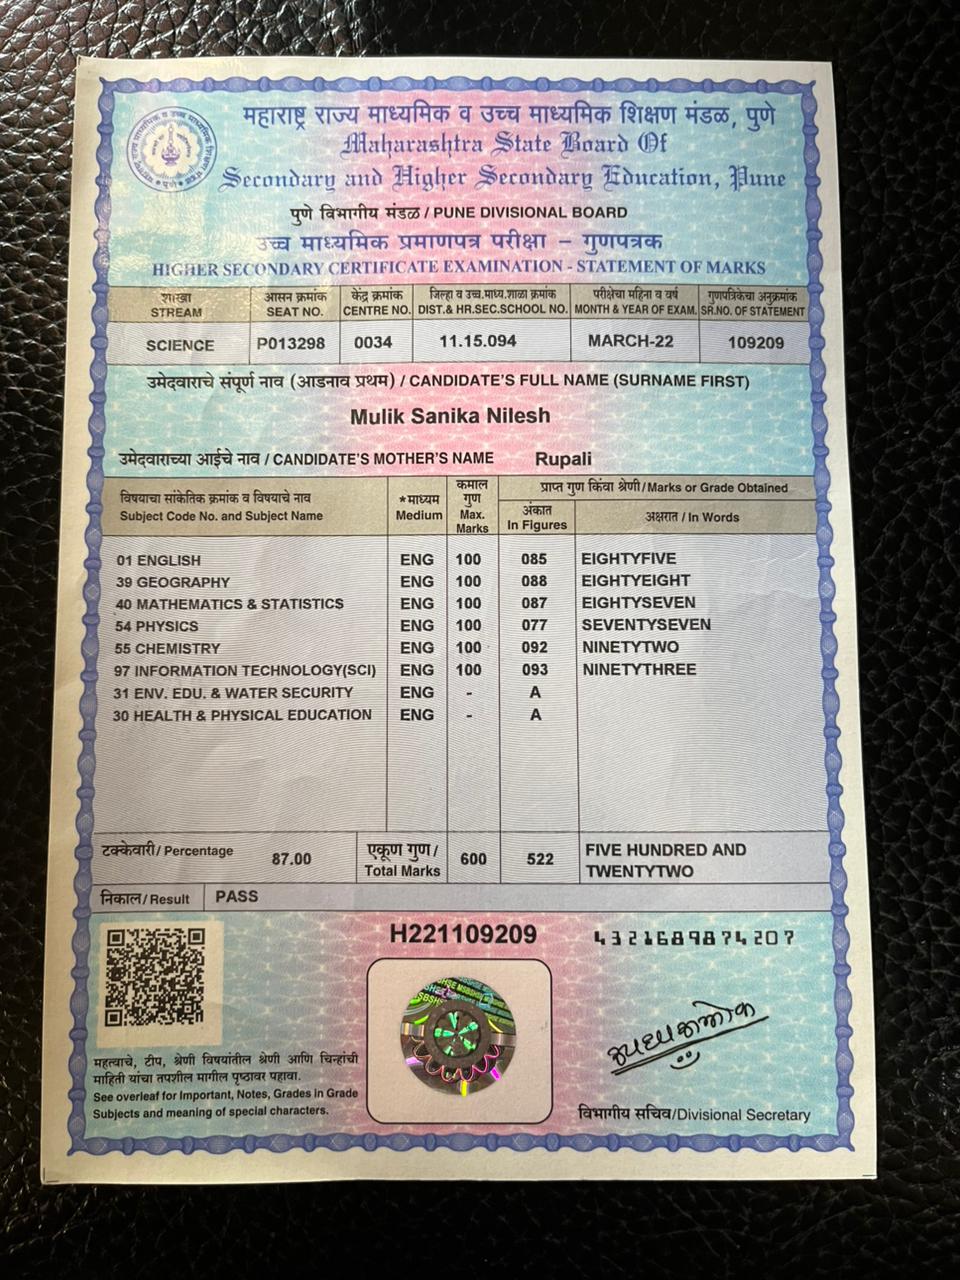 महाराष्ट्र राज्य माध्यमिक व उच्च माध्यमिक शिक्षण मंडळ, पुणे
Maharashtra State Board Of
Secondary and Higher Secondary Education, Pune
पुणे विभागीय मंडळ / PUNE DIVISIONAL BOARD
उच्च माध्यमिक प्रमाणपत्र परीक्षा – गुणपत्रक
HIGHER SECONDARY CERTIFICATE EXAMINATION - STATEMENT OF MARKS
शाखा आसन क्रमांक केंद्र क्रमांक जिल्हा व उच्च.माध्य.शाळा क्रमांक परीक्षेचा महिना व वर्ष गुणपत्रिकेचा अनुक्रमांक
STREAM SEAT NO. CENTRE NO. DIST.& HR.SEC.SCHOOL NO. MONTH & YEAR OF EXAM. SR.NO. OF STATEMENT
SCIENCE P013298 0034 11.15.094 MARCH-22 109209
उमेदवाराचे संपूर्ण नाव (आडनाव प्रथम) / CANDIDATE'S FULL NAME (SURNAME FIRST)
Mulik Sanika Nilesh
उमेदवाराच्या आईचे नाव / CANDIDATE'S MOTHER'S NAME Rupali
विषयाचा सांकेतिक क्रमांक व विषयाचे नाव
Subject Code No. and Subject Name
*माध्यम
Medium
कमाल
गुण
Max.
Marks
प्राप्त गुण किंवा श्रेणी/Marks or Grade Obtained
अंकात
In Figures
अक्षरात / In Words
01 ENGLISH ENG 100 085 EIGHTYFIVE
39 GEOGRAPHY ENG 100 088 EIGHTYEIGHT
40 MATHEMATICS & STATISTICS ENG 100 087 EIGHTYSEVEN
54 PHYSICS ENG 100 077 SEVENTYSEVEN
55 CHEMISTRY ENG 100 092 NINETYTWO
97 INFORMATION TECHNOLOGY(SCI) ENG 100 093 NINETYTHREE
31 ENV. EDU. & WATER SECURITY ENG - A
30 HEALTH & PHYSICAL EDUCATION ENG - A
टक्केवारी/ Percentage 87.00
एकूण गुण/
Total Marks
600 522
FIVE HUNDRED AND
TWENTYTWO
निकाल/Result PASS
H221109209
4321689874207
महत्वाचे, टीप, श्रेणी विषयांतील श्रेणी आणि चिन्हांची
माहिती यांचा तपशील मागील पृष्ठावर पहावा.
See overleaf for Important, Notes, Grades in Grade
Subjects and meaning of special characters.
विभागीय सचिव/Divisional Secretary